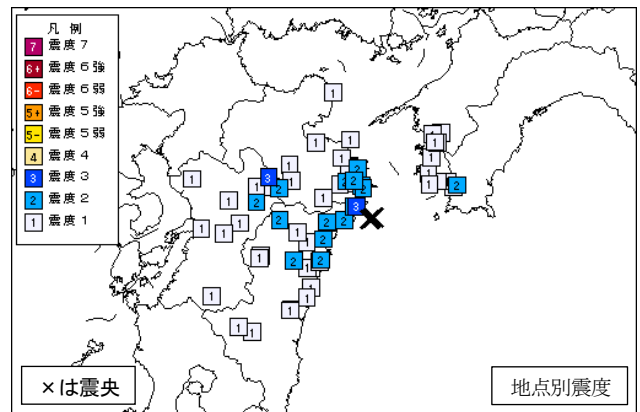 凡 例
7 震度７
6+ 震度６強
6- 震度６弱
5+ 震度５強
5- 震度５弱
4 震度４
3 震度３
2 震度２
1 震度１
×は震央
地点別震度